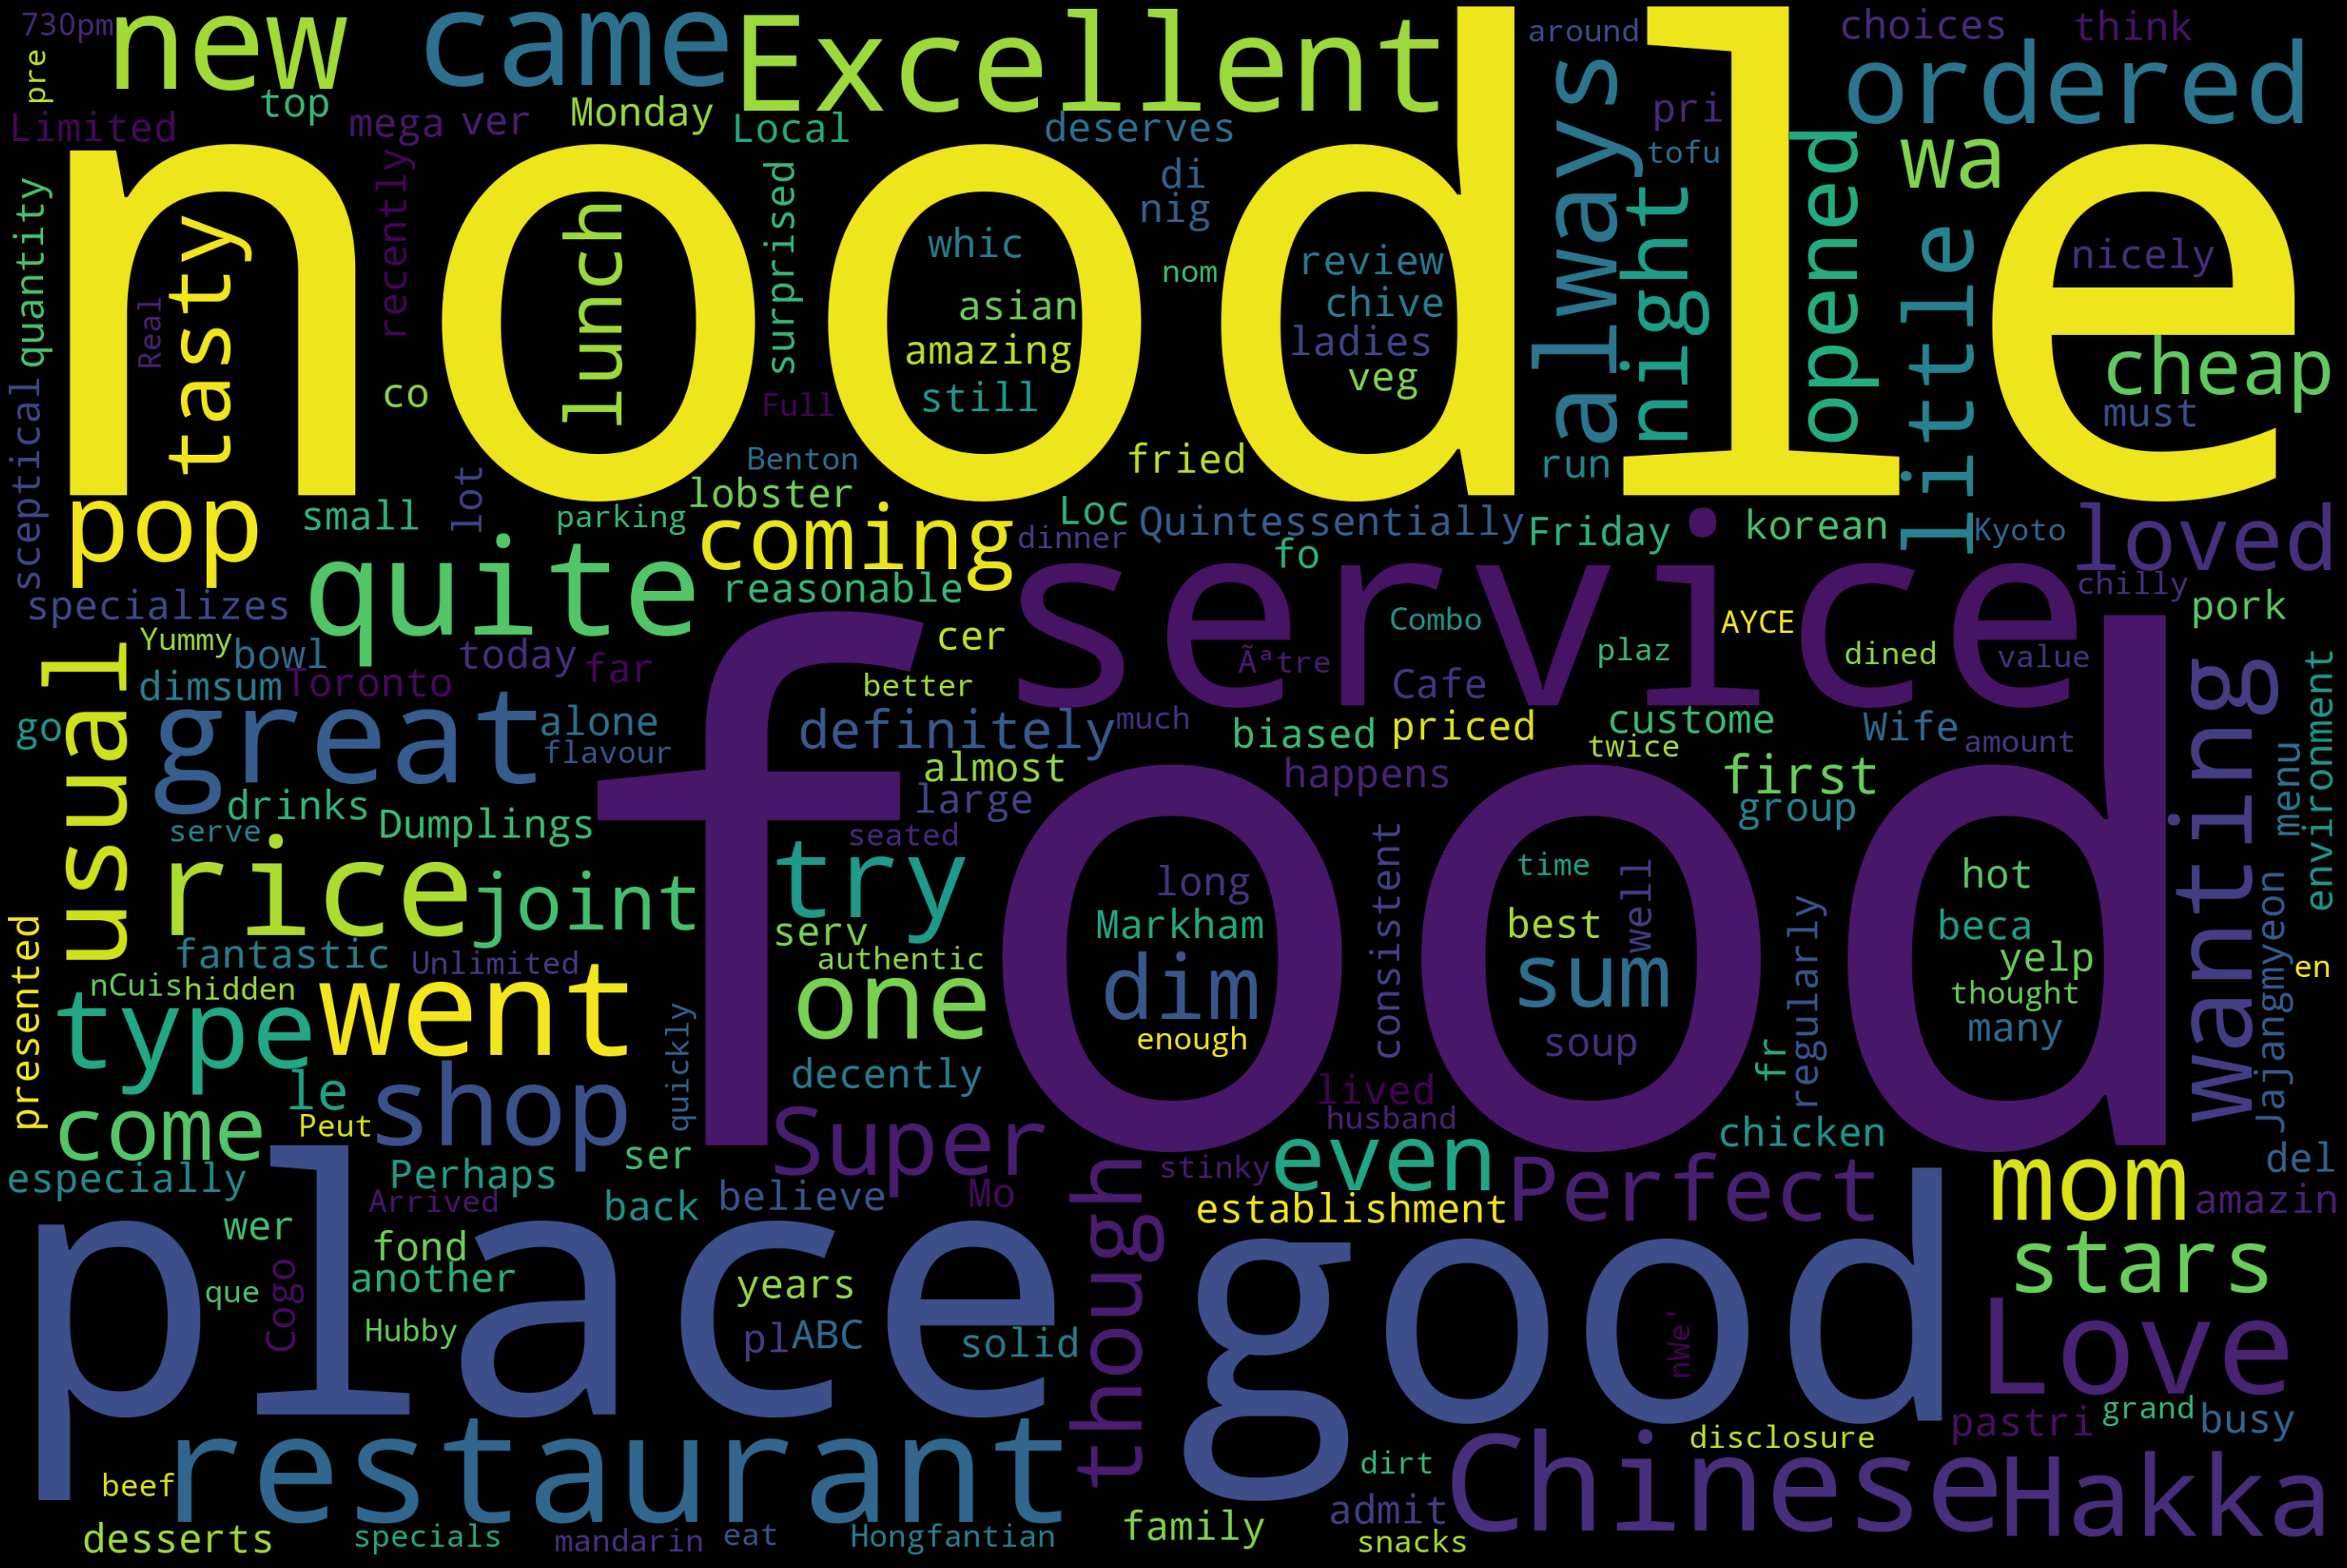 730pm
new
came
Excellent
around
choices
think
pre
top
Limited
mega
ver
Monday
Local
deserves
always
pri
tofu
ordered
noodle
wa
opened
night
little
di
nig
nom
recently
quantity
tasty
Real
lunch
surprised
whic
asian
amazing
still
review
chive
ladies
veg
nicely
cheap
must
co
Full
sceptical
lot
Benton
fried
run
pop
small
parking
lobster
coming
dinner
Loc
Quintessentially
fo
Friday
korean
Kyoto
loved
chilly
quite
reasonable
service
specializes
pork
Yummy
bowl
today
far
cer
Combo
AYCE
dined
value
plaz
Ãªtre
usual
dimsum
Toronto
better
Cafe
go
great
alone
flavour
definitely
much
biased
priced
custome
twice
Wife
amount
wanting
menu
environment
almost
large
happens
first
group
drinks
serve
Dumplings
seated
food
rice
joint
try
long
Markham
dim
enough
consistent
time
best
well
sum
soup
hot
beca
yelp
thought
many
regularly
fr
serv
authentic
fantastic
Unlimited
nCuis
hidden
en
presented
type
went
one
quickly
decently
Jajangmyeon
le
Peut
come
shop
Super
lived
husband
chicken
especially
Perhaps
ser
Arrived
back
believe
Mo
stinky
even
establishment
Perfect
mom
del
amazin
place
wer
fond
another
que
Cogo
Hubby
years
pl
ABC
solid
though
good
nWe'
stars
Love
pastri
grand
busy
restaurant
beef
desserts
specials
mandarin
eat
Hongfantian
family
dirt
admit
snacks
disclosure
Chinese
Hakka